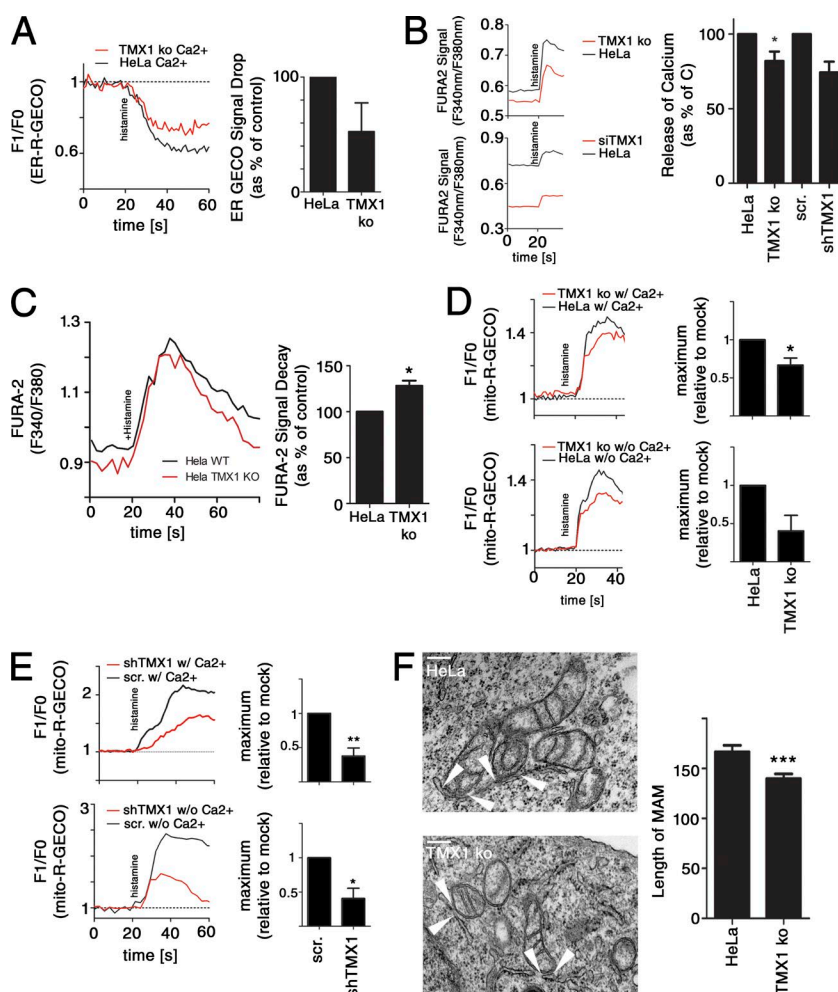 A
TMX1 ko Ca2+
HeLa Ca2+
1
0.6
F1/F0
(ER-R-GECO)
histamine
0
20
40
60
time [s]
ER GECO Signal Drop
(as % of control)
100
50
0
HeLa
TMX1
ko
B
FURA2 Signal
(F340nm/F380nm)
0.8
0.7
0.6
0.5
histamine
TMX1 ko
HeLa
FURA2 Signal
(F340nm/F380nm)
0.9
0.6
0.3
histamine
siTMX1
HeLa
0
20
time [s]
Release of Calcium
(as % of C)
100
50
0
*
HeLa
TMX1 ko
scr.
shTMX1
C
FURA-2
(F340/F380)
1.3
1.1
0.9
+Histamine
Hela WT
Hela TMX1 KO
0
20
40
60
time [s]
FURA-2 Signal Decay
(as % of control)
150
100
50
0
*
HeLa
TMX1
ko
D
TMX1 ko w/ Ca2+
HeLa w/ Ca2+
F1/F0
(mito-R-GECO)
1.4
1
histamine
maximum
(relative to mock)
1
0.5
*
TMX1 ko w/o Ca2+
HeLa w/o Ca2+
F1/F0
(mito-R-GECO)
1.4
1
histamine
0
20
40
time [s]
maximum
(relative to mock)
1
0.5
HeLa
TMX1 ko
E
shTMX1 w/ Ca2+
scr. w/ Ca2+
F1/F0
(mito-R-GECO)
2
1
histamine
maximum
(relative to mock)
1
0.5
**
shTMX1 w/o Ca2+
scr. w/o Ca2+
F1/F0
(mito-R-GECO)
3
2
1
histamine
0
20
40
60
time [s]
maximum
(relative to mock)
1
0.5
*
scr.
shTMX1
F
HeLa
TMX1 ko
Length of MAM
150
100
50
0
***
HeLa
TMX1 ko